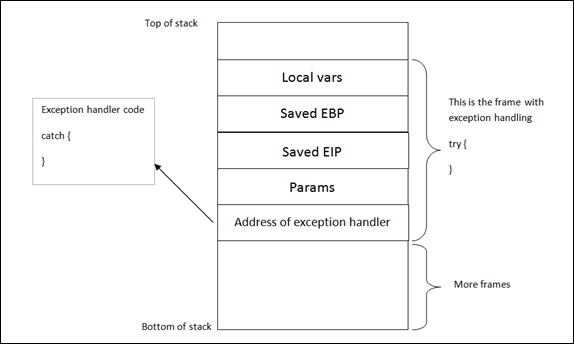 Top of stack
Local vars
Saved EBP
Saved EIP
Params
Address of exception handler
Bottom of stack
Exception handler code
catch {
}
This is the frame with
exception handling
try {
}
More frames